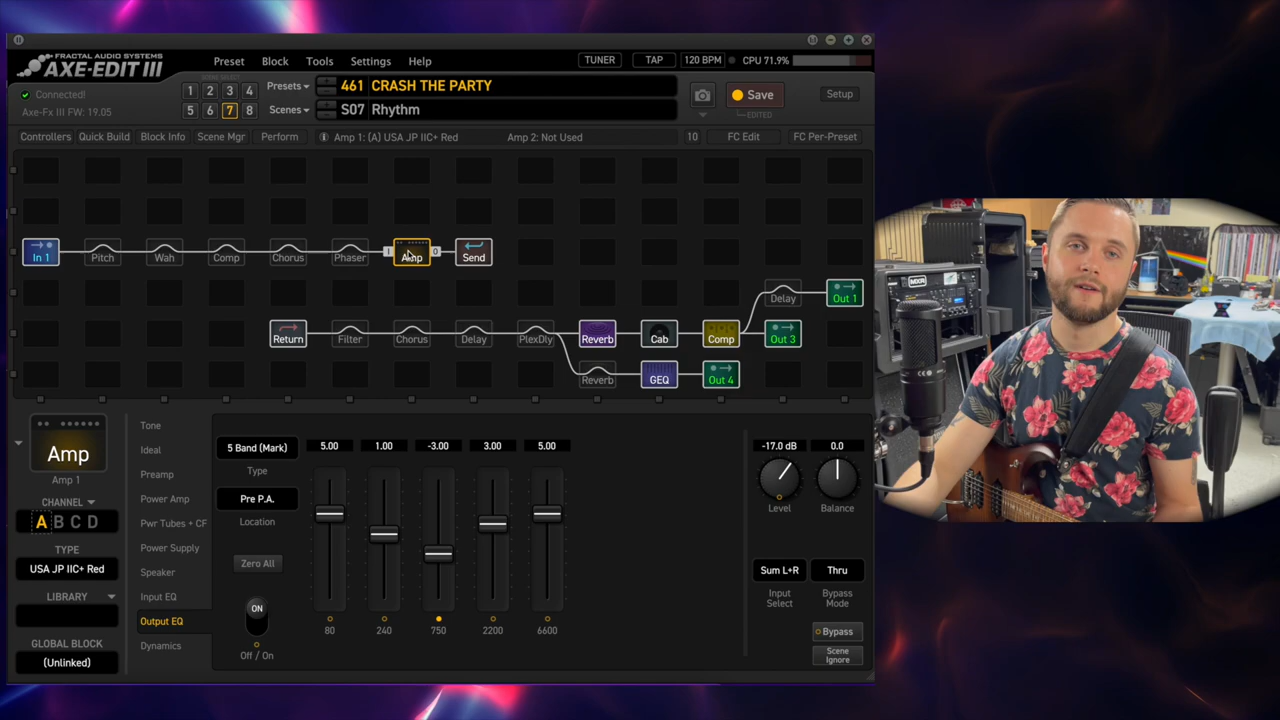 FRACTAL AUDIO SYSTEMS
AXE-EDIT III
Preset Block Tools Settings Help
TUNER TAP 120 BPM CPU 71.9%
Connected!
Axe-Fx III FW: 19.05
SCENE SELECT
1 2 3 4
5 6 7 8
Presets 461 CRASH THE PARTY
Scenes S07 Rhythm
Save
EDITED
Setup
Controllers Quick Build Block Info Scene Mgr Perform
Amp 1: (A) USA JP IIC+ Red Amp 2: Not Used
10 FC Edit FC Per-Preset
In 1 Pitch Wah Comp Chorus Phaser I Amp O Send
Delay Out 1
Return Filter Chorus Delay PlexDly Reverb Cab Comp Out 3
Reverb GEQ Out 4
Amp
Amp 1
CHANNEL
A B C D
TYPE
USA JP IIC+ Red
LIBRARY
GLOBAL BLOCK
(Unlinked)
Tone
Ideal
Preamp
Power Amp
Pwr Tubes + CF
Power Supply
Speaker
Input EQ
Output EQ
Dynamics
5 Band (Mark)
Type
Pre P.A.
Location
Zero All
ON
Off / On
5.00 1.00 -3.00 3.00 5.00
80 240 750 2200 6600
-17.0 dB 0.0
Level Balance
Sum L+R Thru
Input Select
Bypass Mode
Bypass
Scene Ignore
MXR